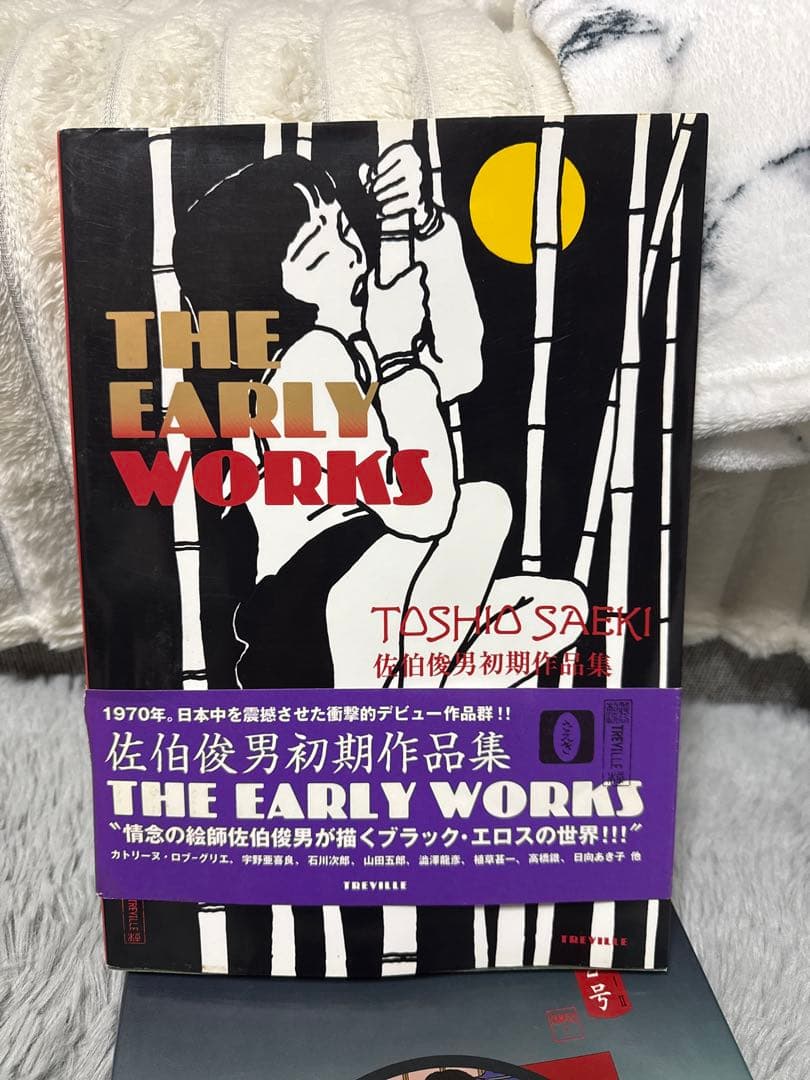 THE
EARLY
WORKS
TOSHIO SAEKI
佐伯俊男初期作品集
1970年。日本中を震撼させた衝撃的デビュー作品群!!
佐伯俊男初期作品集
TREVILLE
THE EARLY WORKS
"情念の絵師佐伯俊男が描くブラック・エロスの世界!!!"
カトリーヌ・ロブ-グリエ、宇野亜喜良、石川次郎、山田五郎、澁澤龍彦、植草甚一、高橋鐵、日向あき子 他
TREVILLE
TREVILLE
TREVILLE
号